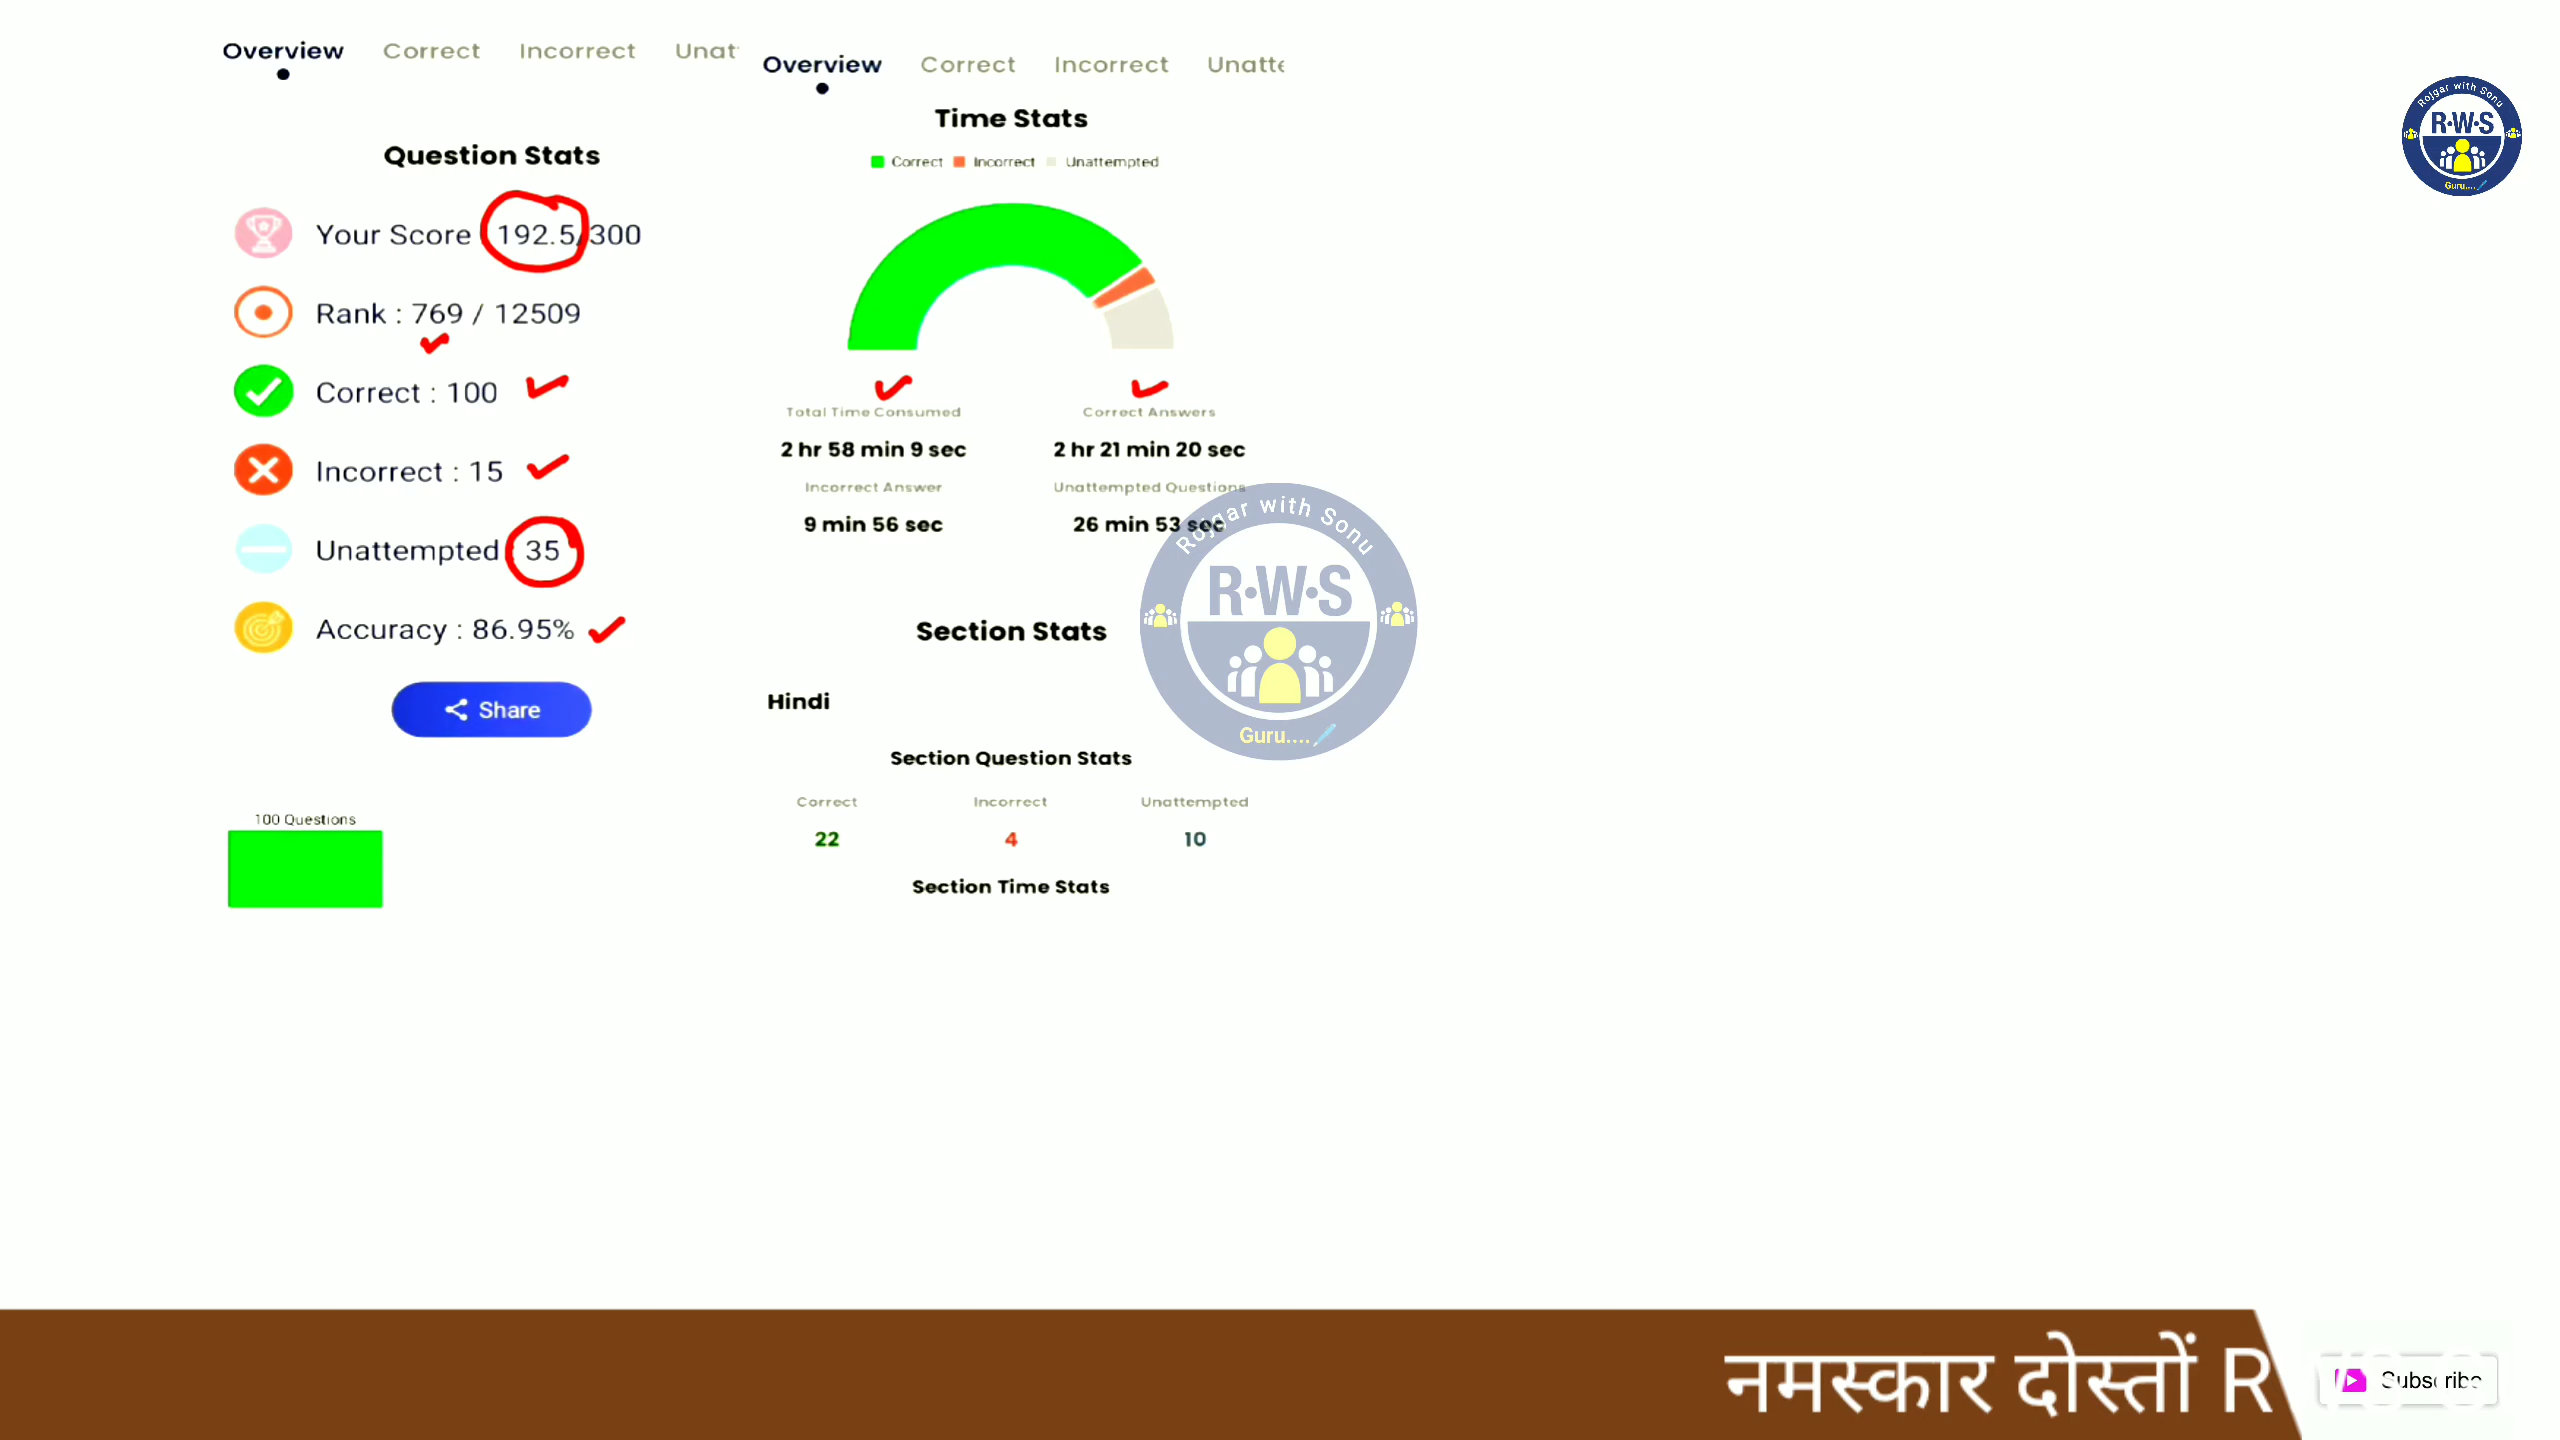 Overview Correct Incorrect
Question Stats
Your Score 192.5/300
Rank : 769 / 12509
Correct : 100
Incorrect : 15
Unattempted 35
Accuracy : 86.95%
Share
100 Questions
Overview Correct Incorrect
Time Stats
Correct Incorrect Unattempted
Total Time Consumed Correct Answers
2 hr 58 min 9 sec 2 hr 21 min 20 sec
Incorrect Answer Unattempted Questions
9 min 56 sec 26 min 53 sec
Section Stats
Hindi
Section Question Stats
Correct Incorrect Unattempted
22 4 10
Section Time Stats
Rojgar with Sonu
R·W·S
Guru....
Rojgar with Sonu
R·W·S
Guru....
नमस्कार दोस्तों R
Subscribe